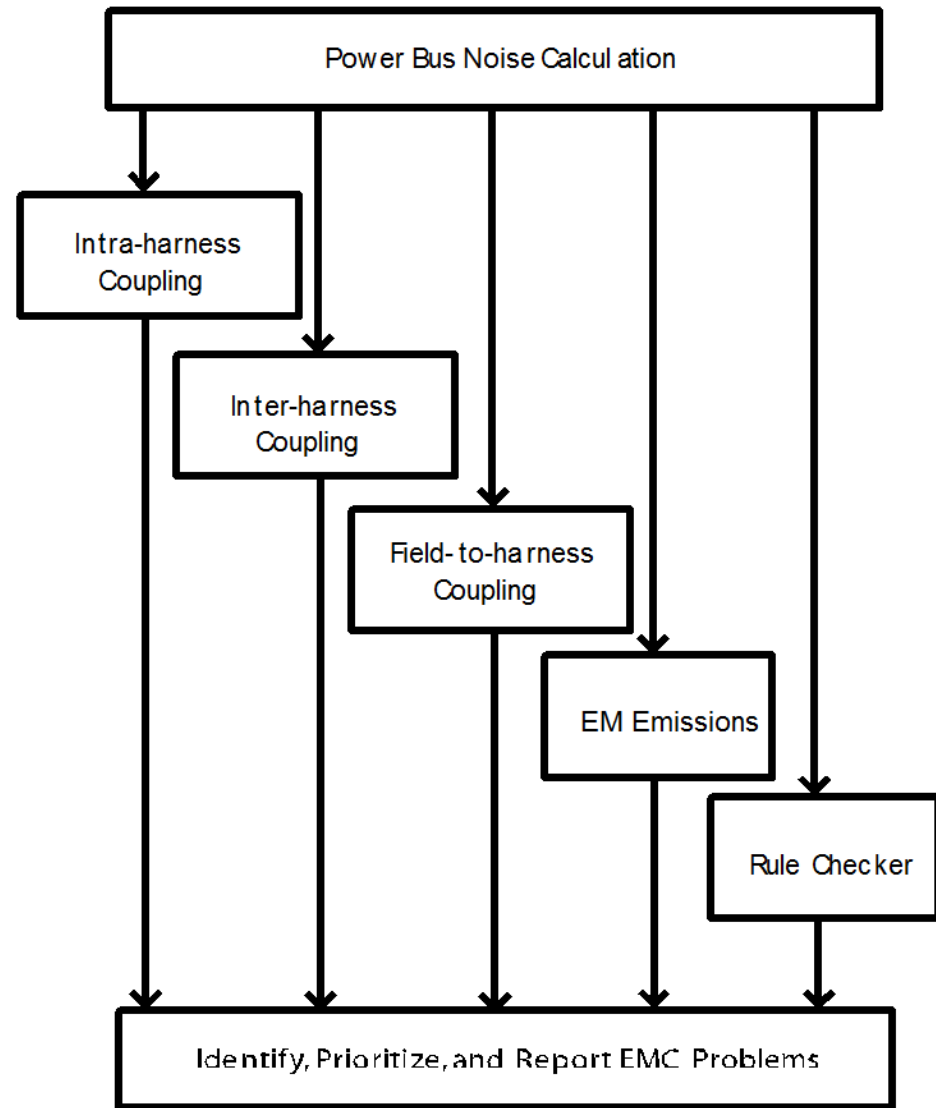 Power Bus Noise Calculation
Intra-harness
Coupling
Inter-harness
Coupling
Field-to-harness
Coupling
EM Emissions
Rule Checker
Identify, Prioritize, and Report EMC Problems